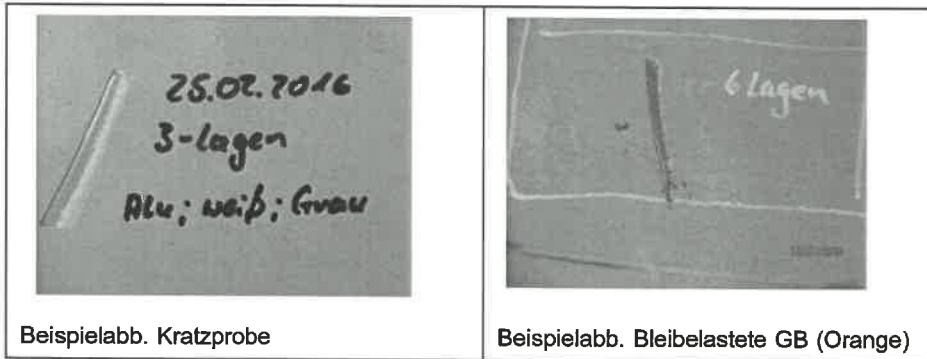 25.02.2016
3-lagen
Alu; weiß; Grau
Beispielabb. Kratzprobe
6 Lagen
Beispielabb. Bleibelastete GB (Orange)